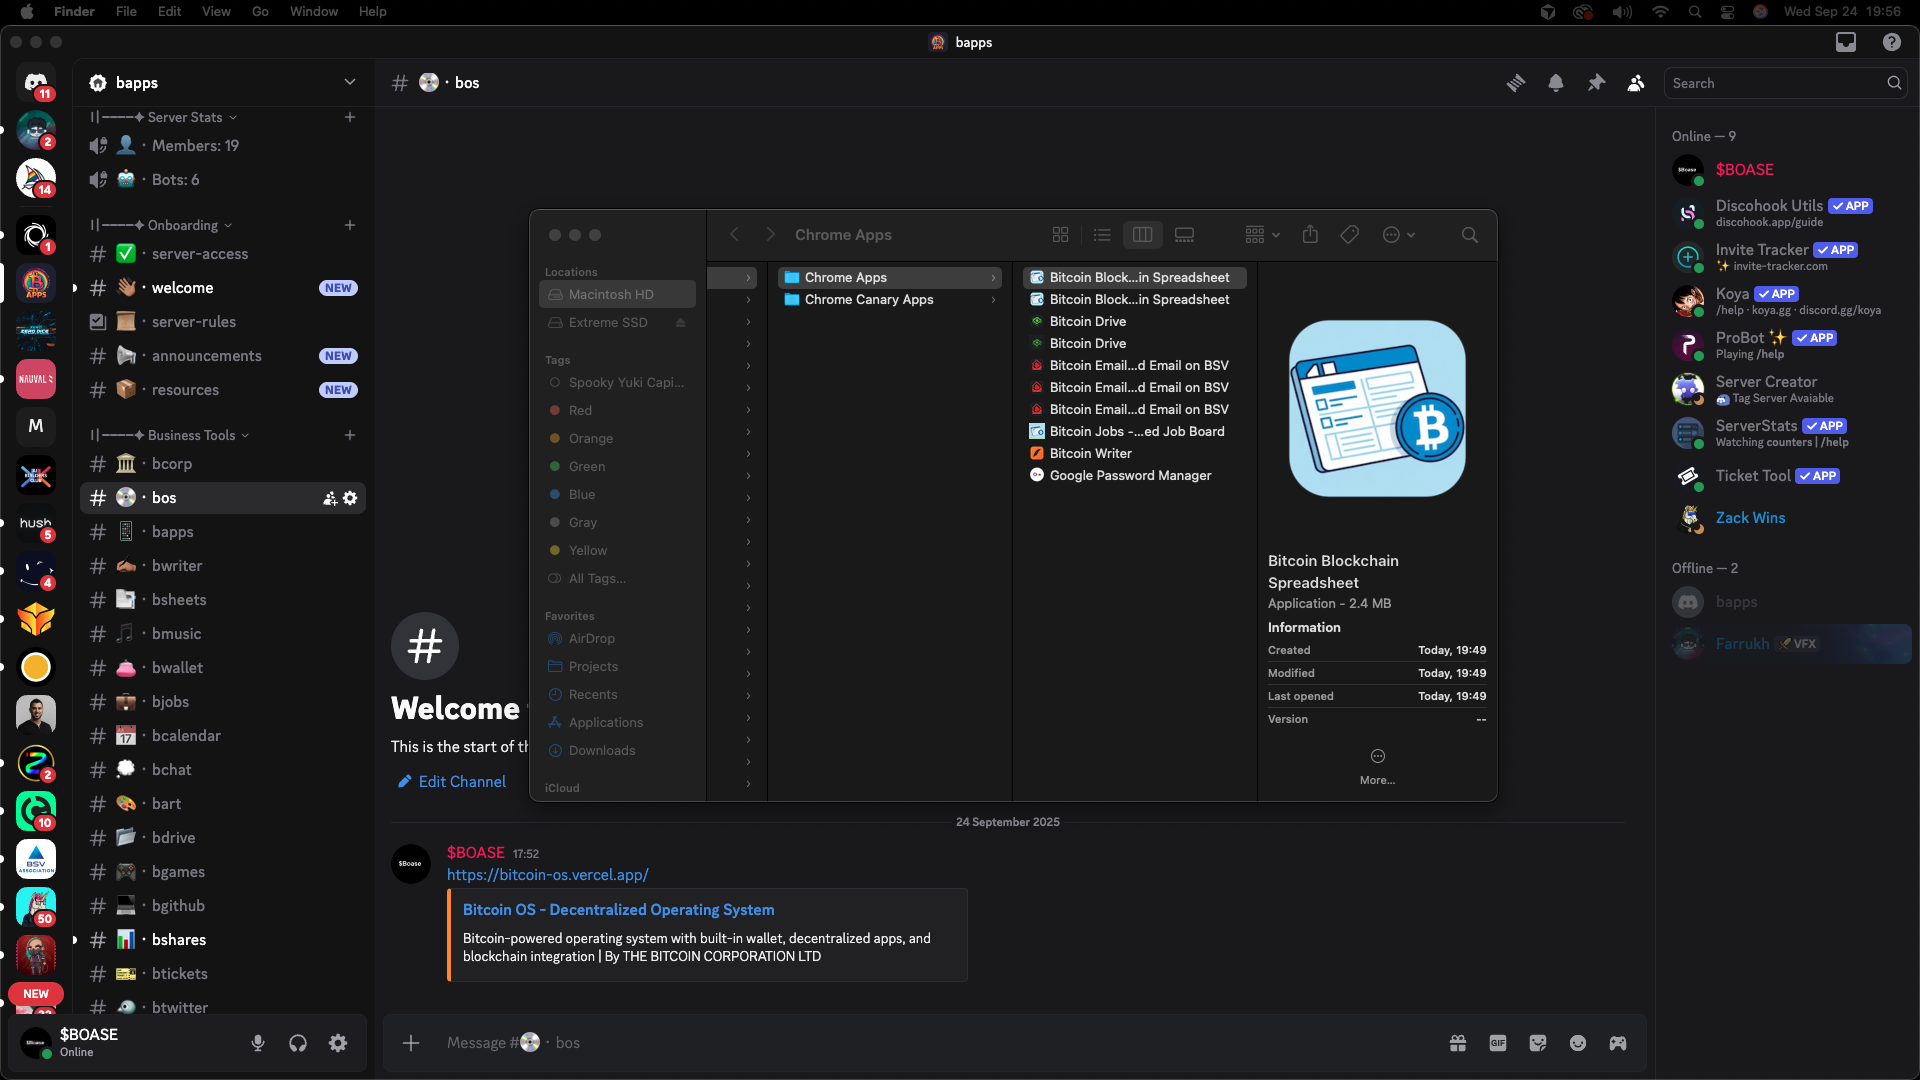 Finder File Edit View Go Window Help
Wed Sep 24 19:56
bapps
11
2
14
1
APPS
NAUVAL
M
hush
5
4
2
10
BSV
ASSOCIATION
50
NEW
bapps
Server Stats
Members: 19
Bots: 6
Onboarding
server-access
welcome NEW
server-rules
announcements NEW
resources NEW
Business Tools
bcorp
bos
bapps
bwriter
bsheets
bmusic
bwallet
bjobs
bcalendar
bchat
bart
bdrive
bgames
bgithub
bshares
btickets
btwitter
$BOASE
Online
# · bos
Search
Welcome
This is the start of th
Edit Channel
24 September 2025
$Boase
$BOASE 17:52
https://bitcoin-os.vercel.app/
Bitcoin OS - Decentralized Operating System
Bitcoin-powered operating system with built-in wallet, decentralized apps, and
blockchain integration | By THE BITCOIN CORPORATION LTD
Message # · bos
GIF
Chrome Apps
Locations
Macintosh HD
Extreme SSD
Tags
Spooky Yuki Capi...
Red
Orange
Green
Blue
Gray
Yellow
All Tags...
Favorites
AirDrop
Projects
Recents
Applications
Downloads
iCloud
Chrome Apps
Chrome Canary Apps
Bitcoin Block...in Spreadsheet
Bitcoin Block...in Spreadsheet
Bitcoin Drive
Bitcoin Drive
Bitcoin Email...d Email on BSV
Bitcoin Email...d Email on BSV
Bitcoin Email...d Email on BSV
Bitcoin Jobs -...ed Job Board
Bitcoin Writer
Google Password Manager
Bitcoin Blockchain
Spreadsheet
Application - 2.4 MB
Information
Created Today, 19:49
Modified Today, 19:49
Last opened Today, 19:49
Version --
More...
Online — 9
$Boase
$BOASE
Discohook Utils APP
discohook.app/guide
Invite Tracker APP
invite-tracker.com
Koya APP
/help · koya.gg · discord.gg/koya
ProBot APP
Playing /help
Server Creator
Tag Server Avaiable
ServerStats APP
Watching counters | /help
Ticket Tool APP
Zack Wins
Offline — 2
bapps
Farrukh VFX